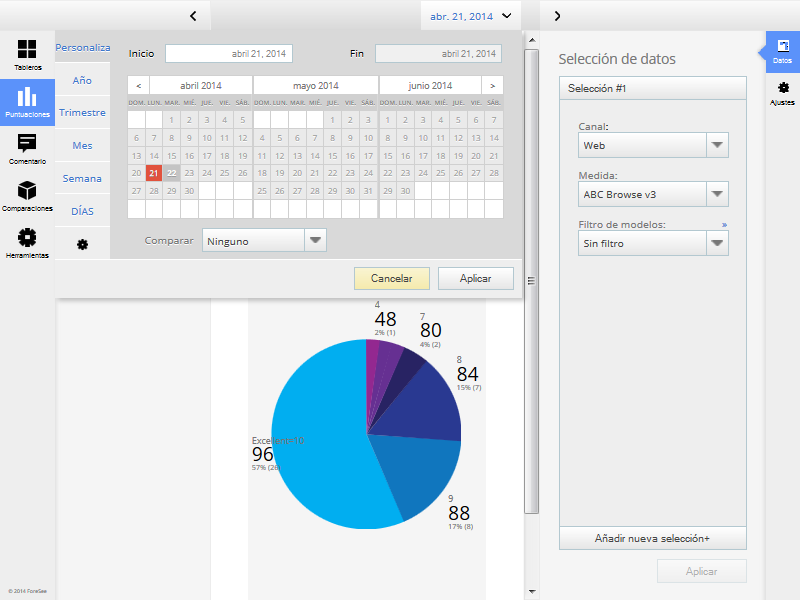 abr. 21, 2014
Tableros
Puntuaciones
Comentario
Comparaciones
Herramientas
© 2014 ForeSee
Personaliza
Año
Trimestre
Mes
Semana
DÍAS
Inicio abril 21, 2014 Fin abril 21, 2014
< abril 2014 mayo 2014 junio 2014 >
DOM. LUN. MAR. MIÉ. JUE. VIE. SÁB. DOM. LUN. MAR. MIÉ. JUE. VIE. SÁB. DOM. LUN. MAR. MIÉ. JUE. VIE. SÁB.
1 2 3 4 5 1 2 3 1 2 3 4 5 6 7
6 7 8 9 10 11 12 4 5 6 7 8 9 10 8 9 10 11 12 13 14
13 14 15 16 17 18 19 11 12 13 14 15 16 17 15 16 17 18 19 20 21
20 21 22 23 24 25 26 18 19 20 21 22 23 24 22 23 24 25 26 27 28
27 28 29 30 25 26 27 28 29 30 31 29 30
Comparar Ninguno
Cancelar Aplicar
4
48
2% (1)
7
80
4% (2)
8
84
15% (7)
Excellent=10
96
57% (26)
9
88
17% (8)
Selección de datos
Selección #1
Canal:
Web
Medida:
ABC Browse v3
Filtro de modelos: »
Sin filtro
Añadir nueva selección+
Aplicar
Datos
Ajustes